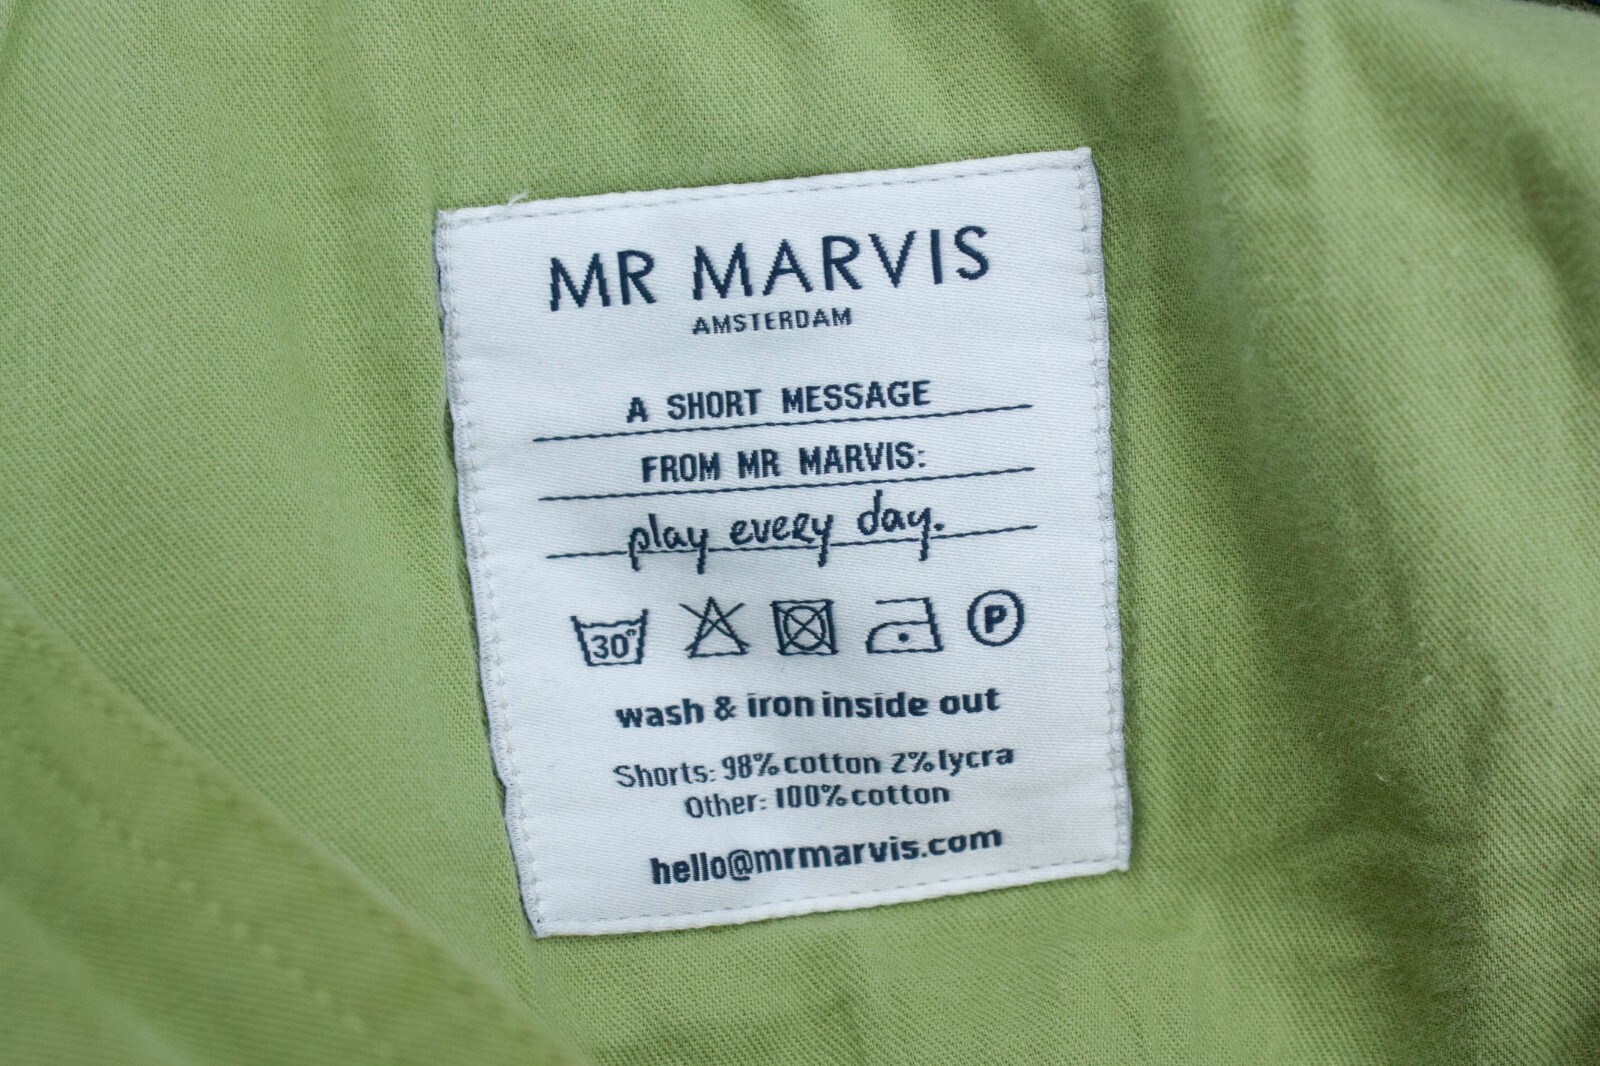 MR MARVIS
AMSTERDAM
A SHORT MESSAGE
FROM MR MARVIS:
play every day.
30°
P
wash & iron inside out
Shorts: 98% cotton 2% lycra
Other: 100% cotton
hello@mrmarvis.com